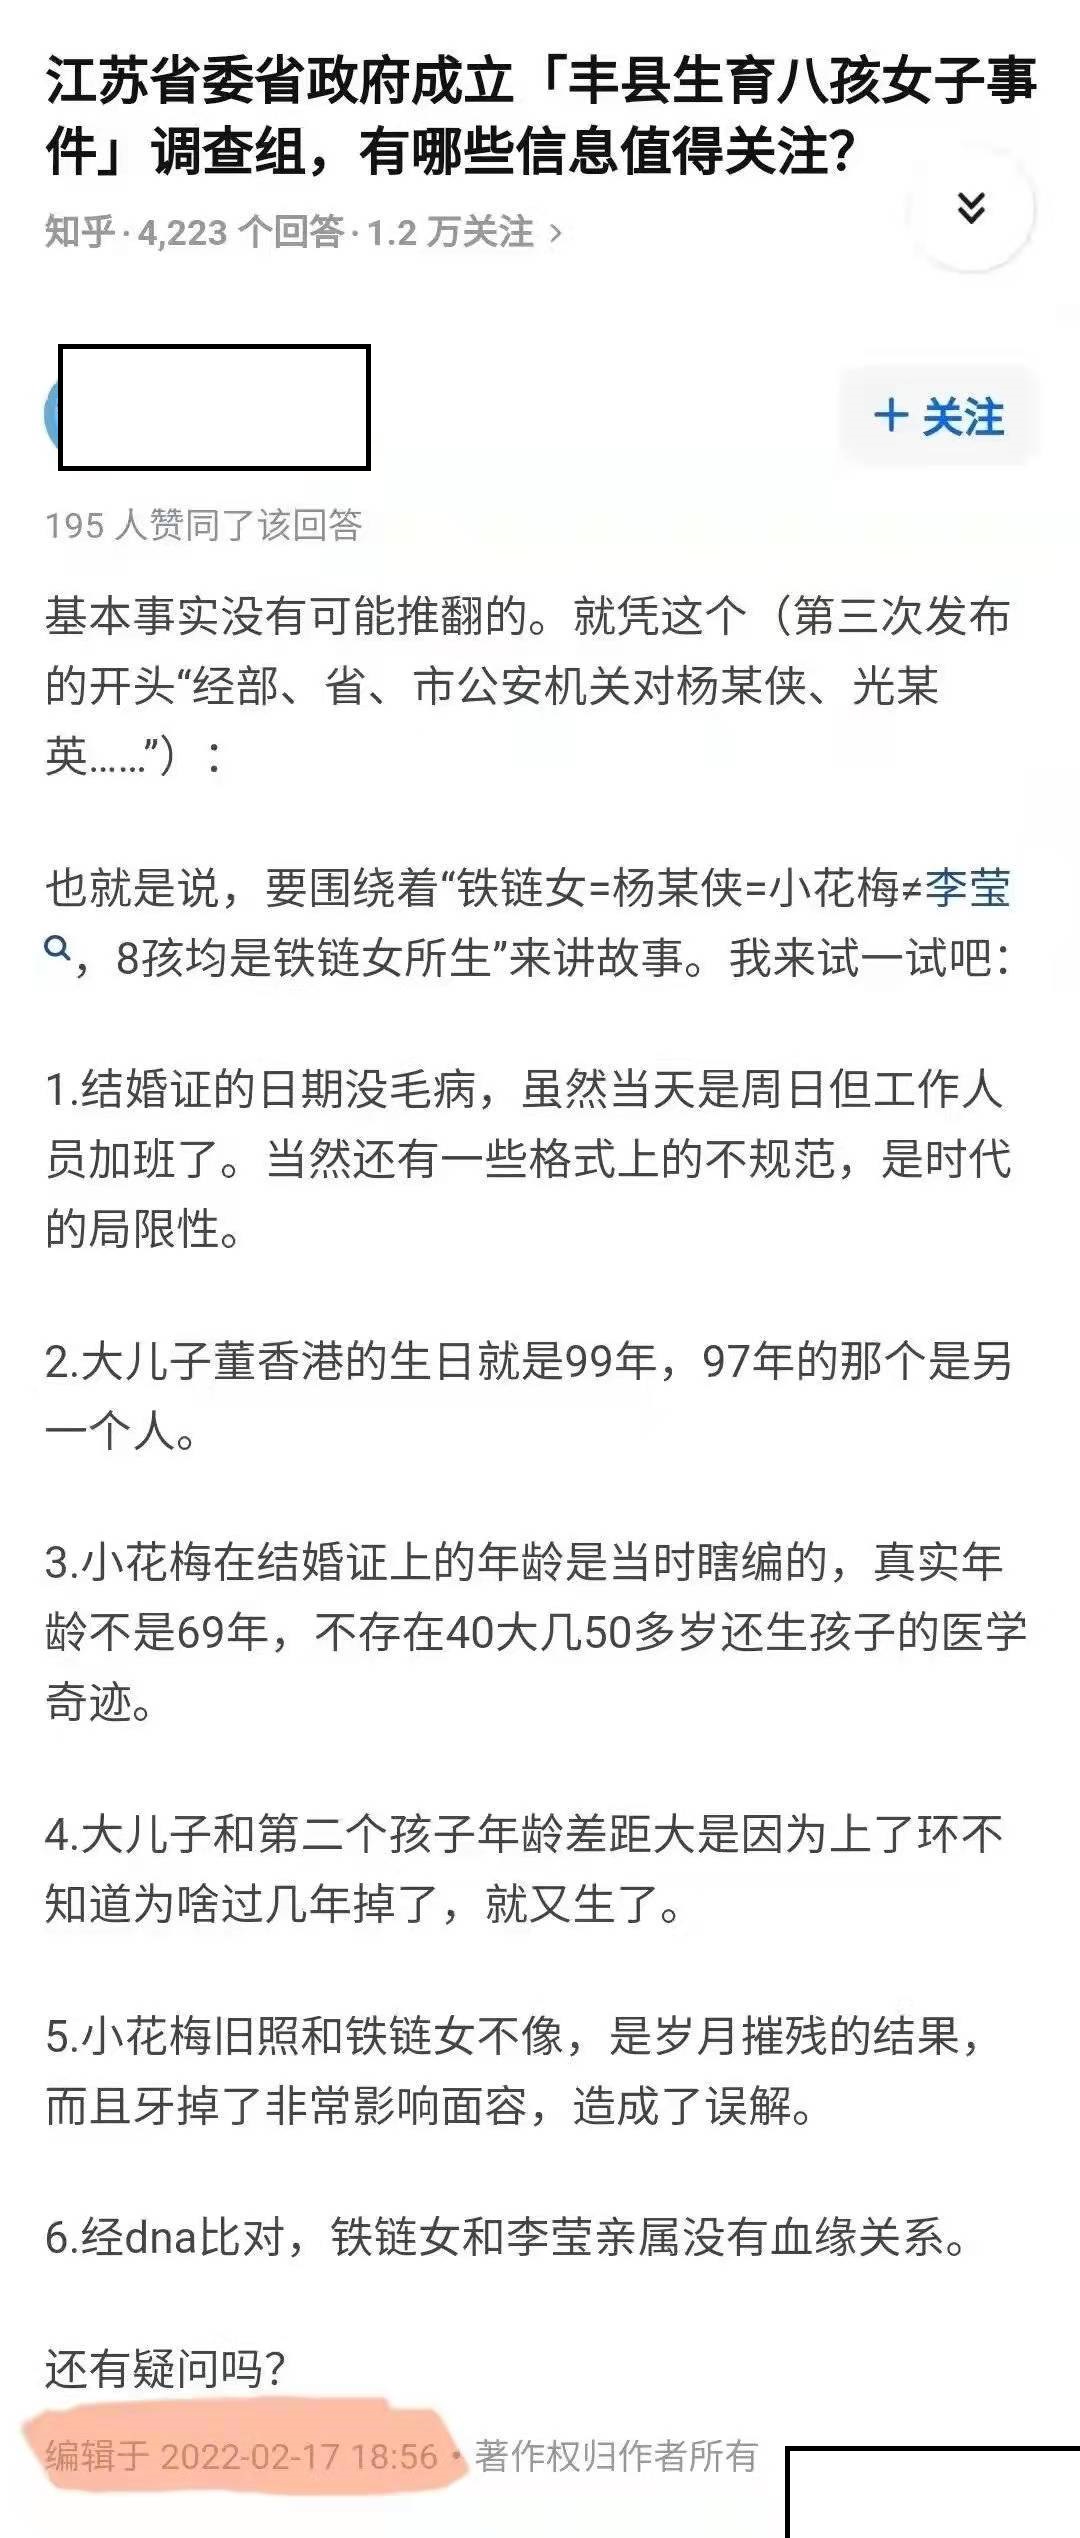 江苏省委省政府成立「丰县生育八孩女子事
件」调查组，有哪些信息值得关注？
知乎·4,223 个回答·1.2 万关注 >
+ 关注
195 人赞同了该回答
基本事实没有可能推翻的。就凭这个（第三次发布
的开头“经部、省、市公安机关对杨某侠、光某
英……”）：
也就是说，要围绕着“铁链女=杨某侠=小花梅≠李莹
，8孩均是铁链女所生”来讲故事。我来试一试吧：
1.结婚证的日期没毛病，虽然当天是周日但工作人
员加班了。当然还有一些格式上的不规范，是时代
的局限性。
2.大儿子董香港的生日就是99年，97年的那个是另
一个人。
3.小花梅在结婚证上的年龄是当时瞎编的，真实年
龄不是69年，不存在40大几50多岁还生孩子的医学
奇迹。
4.大儿子和第二个孩子年龄差距大是因为上了环不
知道为啥过几年掉了，就又生了。
5.小花梅旧照和铁链女不像，是岁月摧残的结果，
而且牙掉了非常影响面容，造成了误解。
6.经dna比对，铁链女和李莹亲属没有血缘关系。
还有疑问吗？
编辑于 2022-02-17 18:56·著作权归作者所有